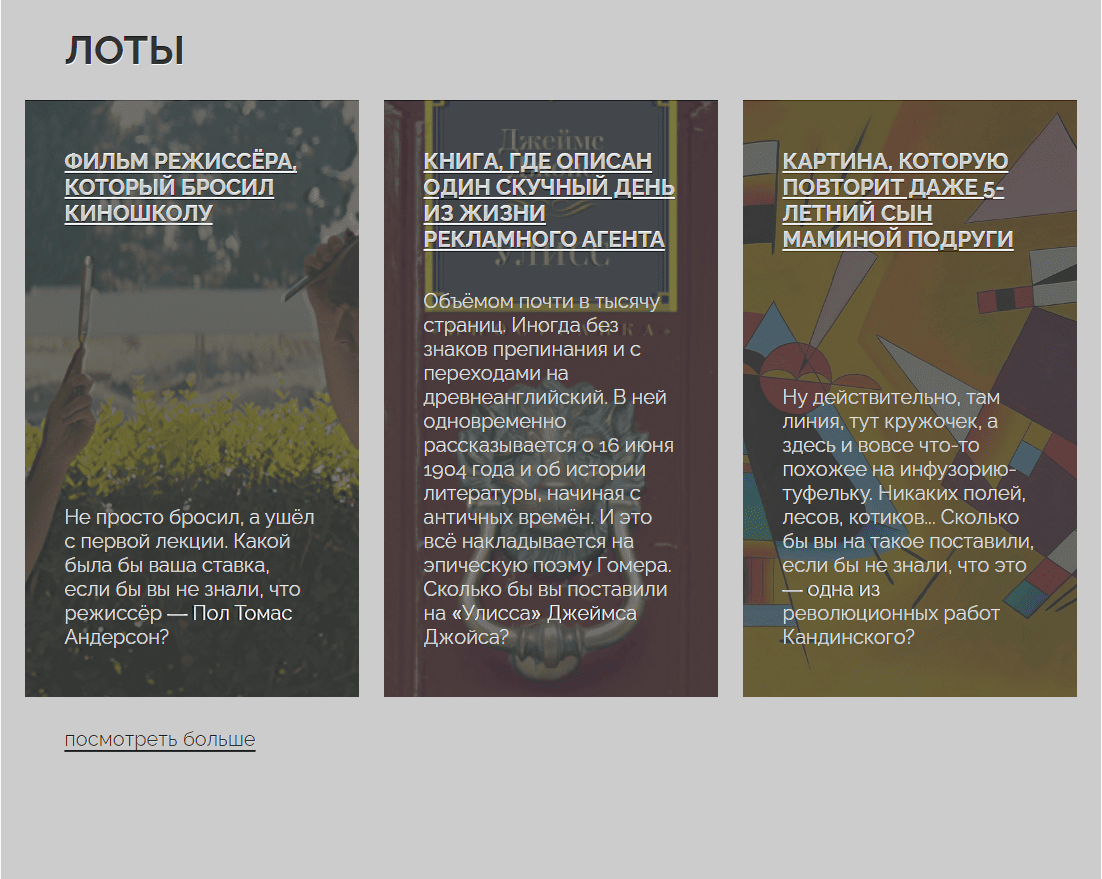 ЛОТЫ
ФИЛЬМ РЕЖИССЁРА,
КОТОРЫЙ БРОСИЛ
КИНОШКОЛУ
Не просто бросил, а ушёл
с первой лекции. Какой
была бы ваша ставка,
если бы вы не знали, что
режиссёр — Пол Томас
Андерсон?
Джеймс
УЛИСС
КНИГА, ГДЕ ОПИСАН
ОДИН СКУЧНЫЙ ДЕНЬ
ИЗ ЖИЗНИ
РЕКЛАМНОГО АГЕНТА
Объёмом почти в тысячу
страниц. Иногда без
знаков препинания и с
переходами на
древнеанглийский. В ней
одновременно
рассказывается о 16 июня
1904 года и об истории
литературы, начиная с
античных времён. И это
всё накладывается на
эпическую поэму Гомера.
Сколько бы вы поставили
на «Улисса» Джеймса
Джойса?
КАРТИНА, КОТОРУЮ
ПОВТОРИТ ДАЖЕ 5-
ЛЕТНИЙ СЫН
МАМИНОЙ ПОДРУГИ
Ну действительно, там
линия, тут кружочек, а
здесь и вовсе что-то
похожее на инфузорию-
туфельку. Никаких полей,
лесов, котиков... Сколько
бы вы на такое поставили,
если бы не знали, что это
— одна из
революционных работ
Кандинского?
посмотреть больше